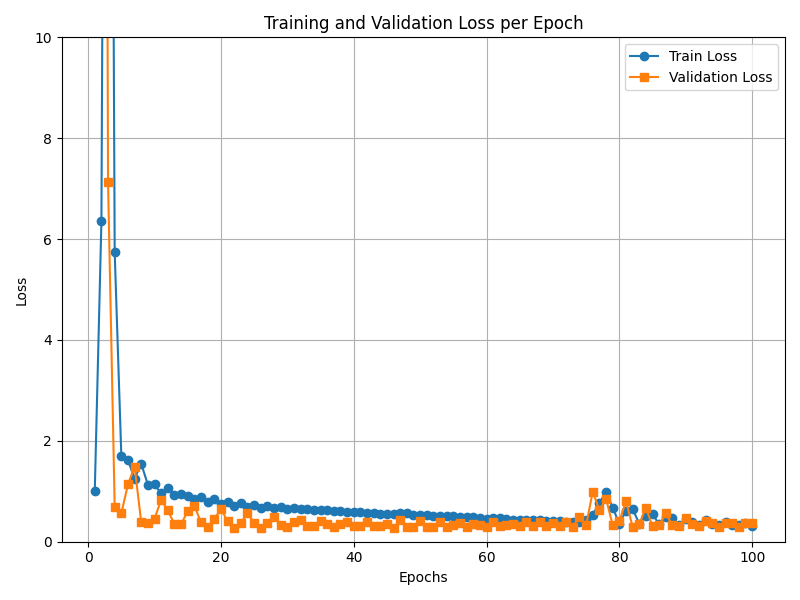 Training and Validation Loss per Epoch
Train Loss
Validation Loss
Loss
10
8
6
4
2
0
0 20 40 60 80 100
Epochs